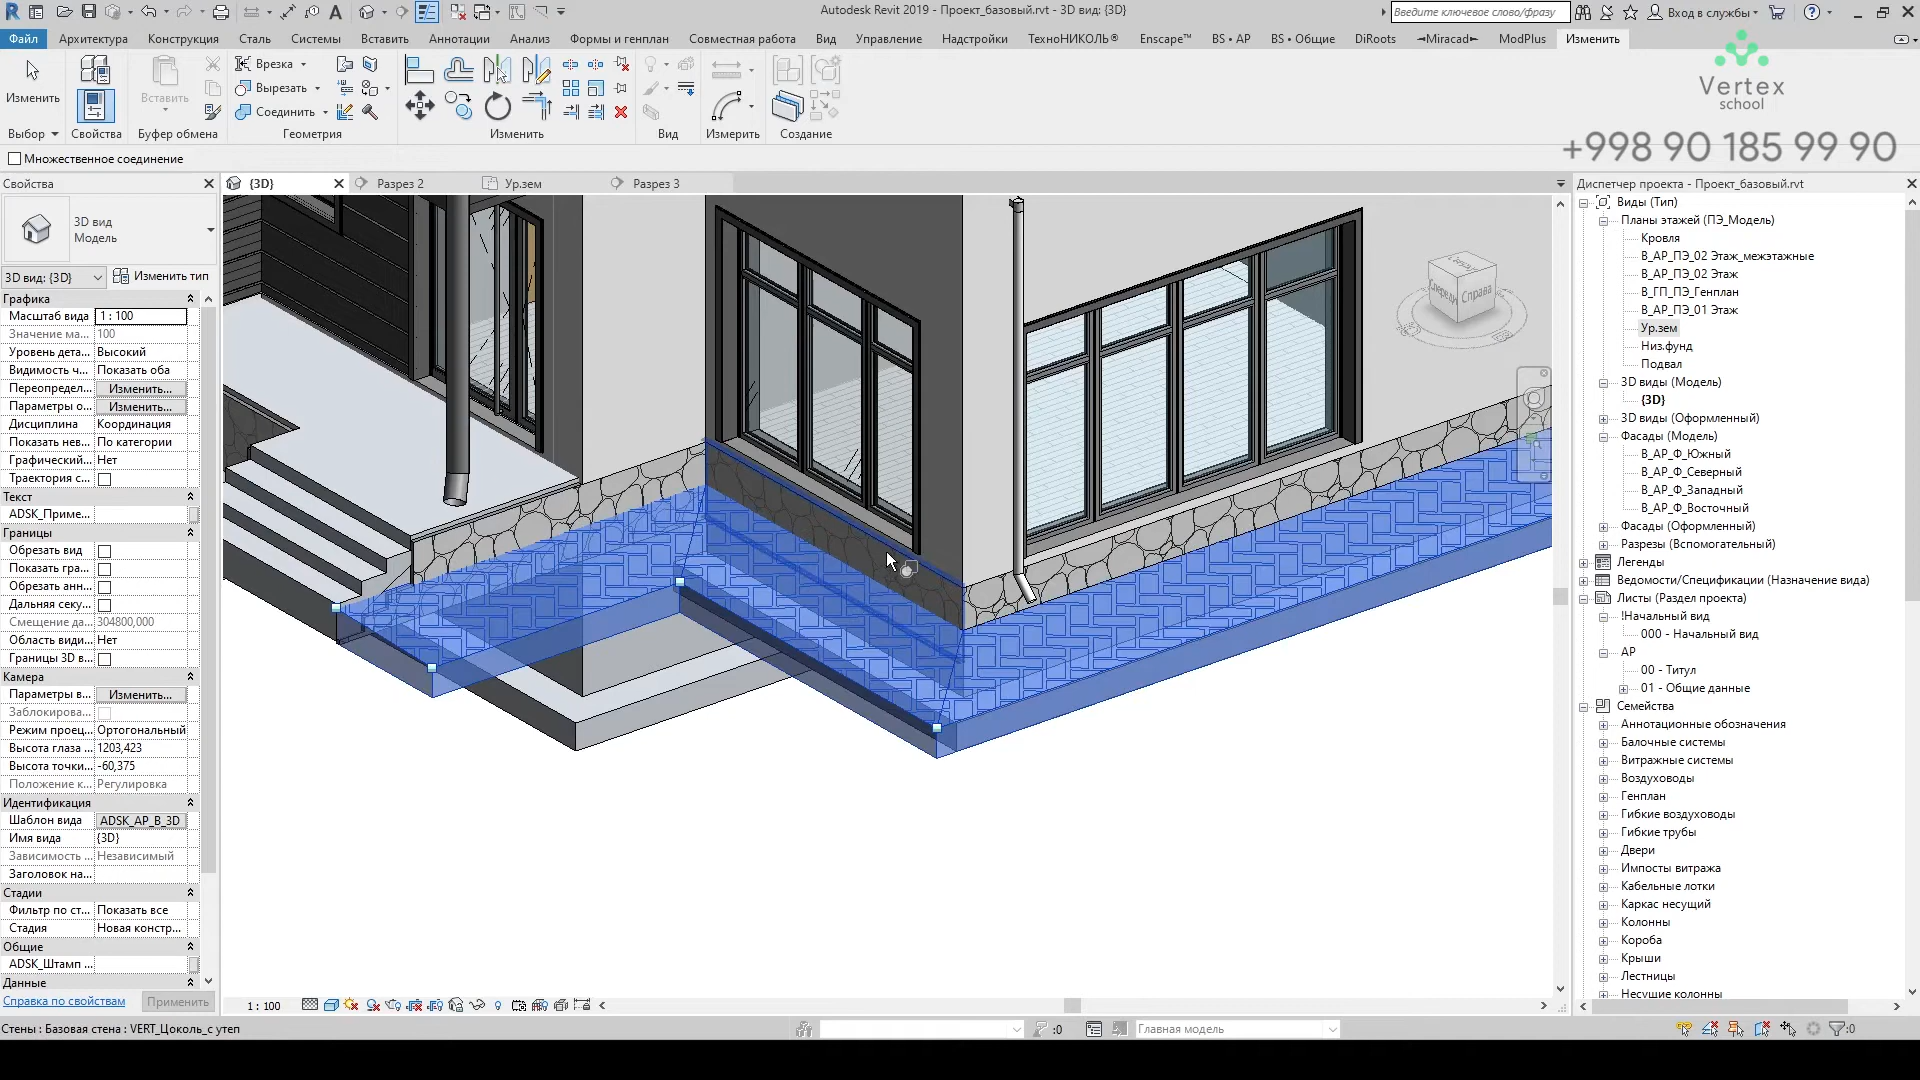 Autodesk Revit 2019 - Проект_базовый.rvt - 3D вид: {3D}
Введите ключевое слово/фразу
Вход в службы
Файл Архитектура Конструкция Сталь Системы Вставить Аннотации Анализ Формы и генплан Совместная работа Вид Управление Надстройки ТехноНИКОЛЬ® Enscape™ BS • АР BS • Общие DiRoots ◄Miracad► ModPlus Изменить
Изменить
Вставить
Врезка
Вырезать
Соединить
Выбор Свойства Буфер обмена Геометрия Изменить Вид Измерить Создание
Vertex
school
+998 90 185 99 90
Множественное соединение
Свойства
{3D} Разрез 2 Ур.зем Разрез 3
3D вид
Модель
3D вид: {3D} Изменить тип
Графика
Масштаб вида 1 : 100
Значение ма... 100
Уровень дета... Высокий
Видимость ч... Показать оба
Переопредел... Изменить...
Параметры о... Изменить...
Дисциплина Координация
Показать нев... По категории
Графический... Нет
Траектория с...
Текст
ADSK_Приме...
Границы
Обрезать вид
Показать гра...
Обрезать анн...
Дальняя секу...
Смещение да... 304800,000
Область види... Нет
Границы 3D в...
Камера
Параметры в... Изменить...
Заблокирова...
Режим проец... Ортогональный
Высота глаза ... 1203,423
Высота точки... -60,375
Положение к... Регулировка
Идентификация
Шаблон вида ADSK_АР_В_3D
Имя вида {3D}
Зависимость ... Независимый
Заголовок на...
Стадии
Фильтр по ст... Показать все
Стадия Новая констр...
Общие
ADSK_Штамп ...
Данные
Справка по свойствам Применить
Спереди Справа
1 : 100
Стены : Базовая стена : VERT_Цоколь_с утеп
:0
Главная модель
:0
Диспетчер проекта - Проект_базовый.rvt
Виды (Тип)
Планы этажей (ПЭ_Модель)
Кровля
В_АР_ПЭ_02 Этаж_межэтажные
В_АР_ПЭ_02 Этаж
В_ГП_ПЭ_Генплан
В_АР_ПЭ_01 Этаж
Ур.зем
Низ.фунд
Подвал
3D виды (Модель)
{3D}
3D виды (Оформленный)
Фасады (Модель)
В_АР_Ф_Южный
В_АР_Ф_Северный
В_АР_Ф_Западный
В_АР_Ф_Восточный
Фасады (Оформленный)
Разрезы (Вспомогательный)
Легенды
Ведомости/Спецификации (Назначение вида)
Листы (Раздел проекта)
!Начальный вид
000 - Начальный вид
АР
00 - Титул
01 - Общие данные
Семейства
Аннотационные обозначения
Балочные системы
Витражные системы
Воздуховоды
Генплан
Гибкие воздуховоды
Гибкие трубы
Двери
Импосты витража
Кабельные лотки
Каркас несущий
Колонны
Короба
Крыши
Лестницы
Несущие колонны